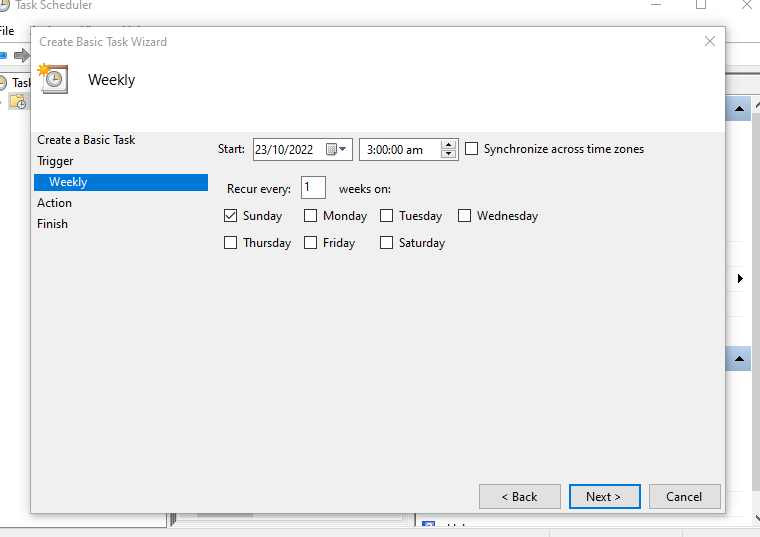 Task Scheduler
File
Create Basic Task Wizard
Task
Weekly
Create a Basic Task
Trigger
Weekly
Action
Finish
Start: 23/10/2022 3:00:00 am Synchronize across time zones
Recur every: 1 weeks on:
Sunday Monday Tuesday Wednesday
Thursday Friday Saturday
< Back Next > Cancel